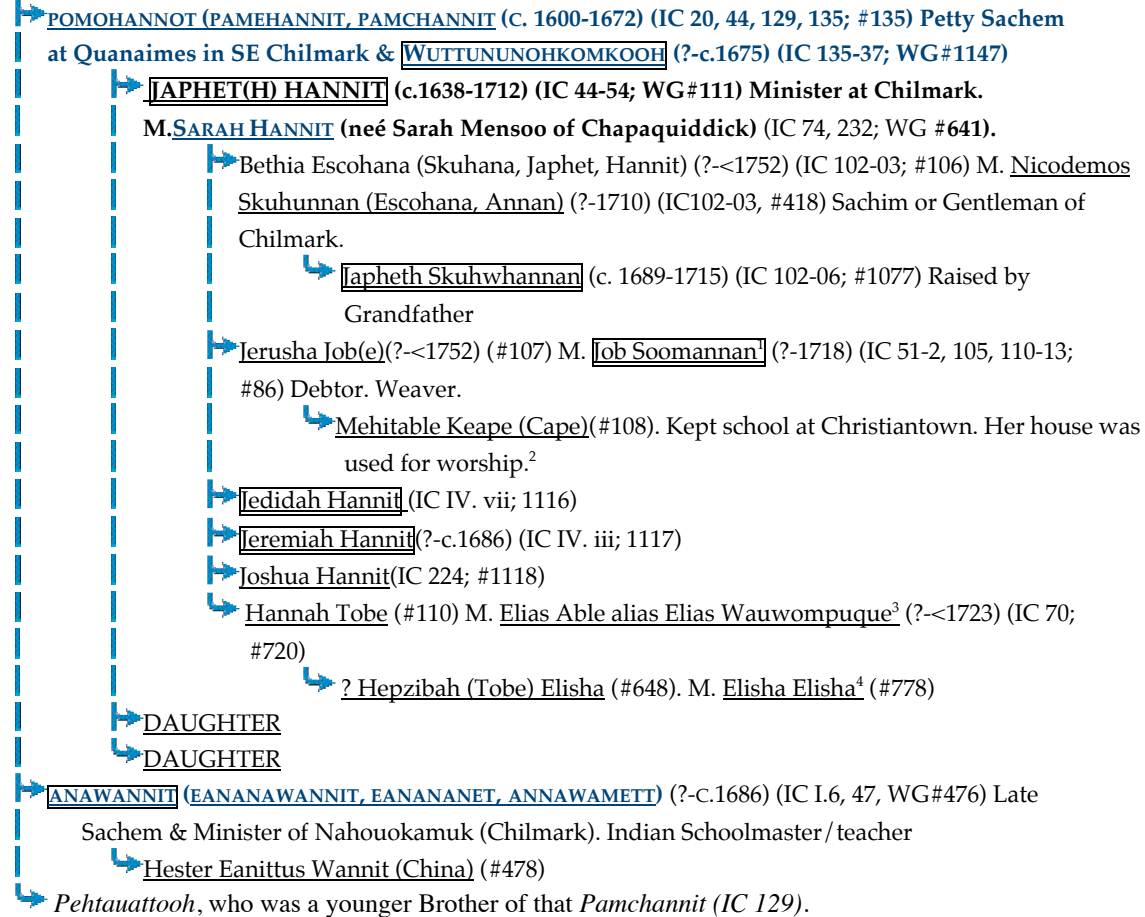 POMOHANNOT (PAMEHANNIT, PAMCHANNIT (C. 1600-1672) (IC 20, 44, 129, 135; #135) Petty Sachem
at Quanaimes in SE Chilmark & WUTTUNUNOHKOMKOOH (?-c.1675) (IC 135-37; WG#1147)
JAPHET(H) HANNIT (c.1638-1712) (IC 44-54; WG#111) Minister at Chilmark.
M.SARAH HANNIT (neé Sarah Mensoo of Chapaquiddick) (IC 74, 232; WG #641).
Bethia Escohana (Skuhana, Japhet, Hannit) (?-<1752) (IC 102-03; #106) M. Nicodemos
Skuhunnan (Escohana, Annan) (?-1710) (IC102-03, #418) Sachim or Gentleman of
Chilmark.
Japheth Skuhwhannan (c. 1689-1715) (IC 102-06; #1077) Raised by
Grandfather
Jerusha Job(e)(?-<1752) (#107) M. Job Soomannan¹ (?-1718) (IC 51-2, 105, 110-13;
#86) Debtor. Weaver.
Mehitable Keape (Cape)(#108). Kept school at Christiantown. Her house was
used for worship.²
Jedidah Hannit (IC IV. vii; 1116)
Jeremiah Hannit(?-c.1686) (IC IV. iii; 1117)
Joshua Hannit(IC 224; #1118)
Hannah Tobe (#110) M. Elias Able alias Elias Wauwompuque³ (?-<1723) (IC 70;
#720)
? Hepzibah (Tobe) Elisha (#648). M. Elisha Elisha⁴ (#778)
DAUGHTER
DAUGHTER
ANAWANNIT (EANANAWANNIT, EANANANET, ANNAWAMETT) (?-C.1686) (IC I.6, 47, WG#476) Late
Sachem & Minister of Nahouokamuk (Chilmark). Indian Schoolmaster/teacher
Hester Eanittus Wannit (China) (#478)
Pehtauattooh, who was a younger Brother of that Pamchannit (IC 129).